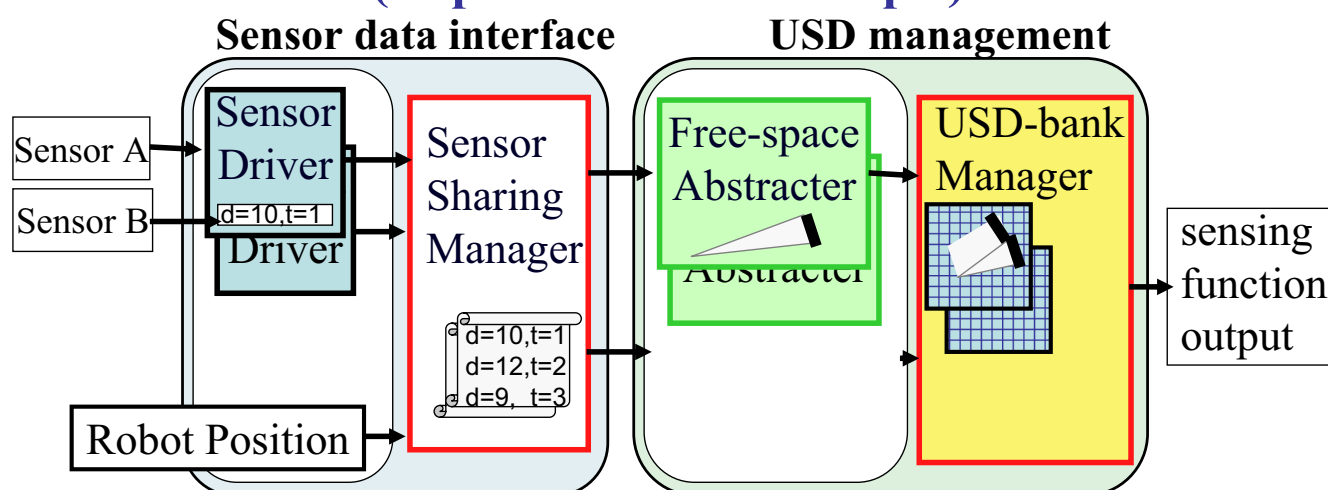 Sensor data interface
USD management
Sensor A
Sensor B
Sensor
Driver
d=10,t=1
Driver
Sensor
Sharing
Manager
d=10,t=1
d=12,t=2
d=9, t=3
Robot Position
Free-space
Abstracter
Abstracter
USD-bank
Manager
sensing
function
output